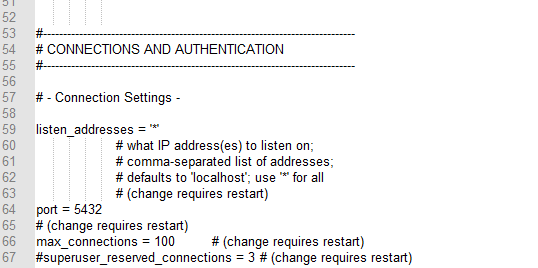 51
52
53 #------------------------------------------------------------------------------
54 # CONNECTIONS AND AUTHENTICATION
55 #------------------------------------------------------------------------------
56
57 # - Connection Settings -
58
59 listen_addresses = '*'
60 # what IP address(es) to listen on;
61 # comma-separated list of addresses;
62 # defaults to 'localhost'; use '*' for all
63 # (change requires restart)
64 port = 5432
65 # (change requires restart)
66 max_connections = 100 # (change requires restart)
67 #superuser_reserved_connections = 3 # (change requires restart)